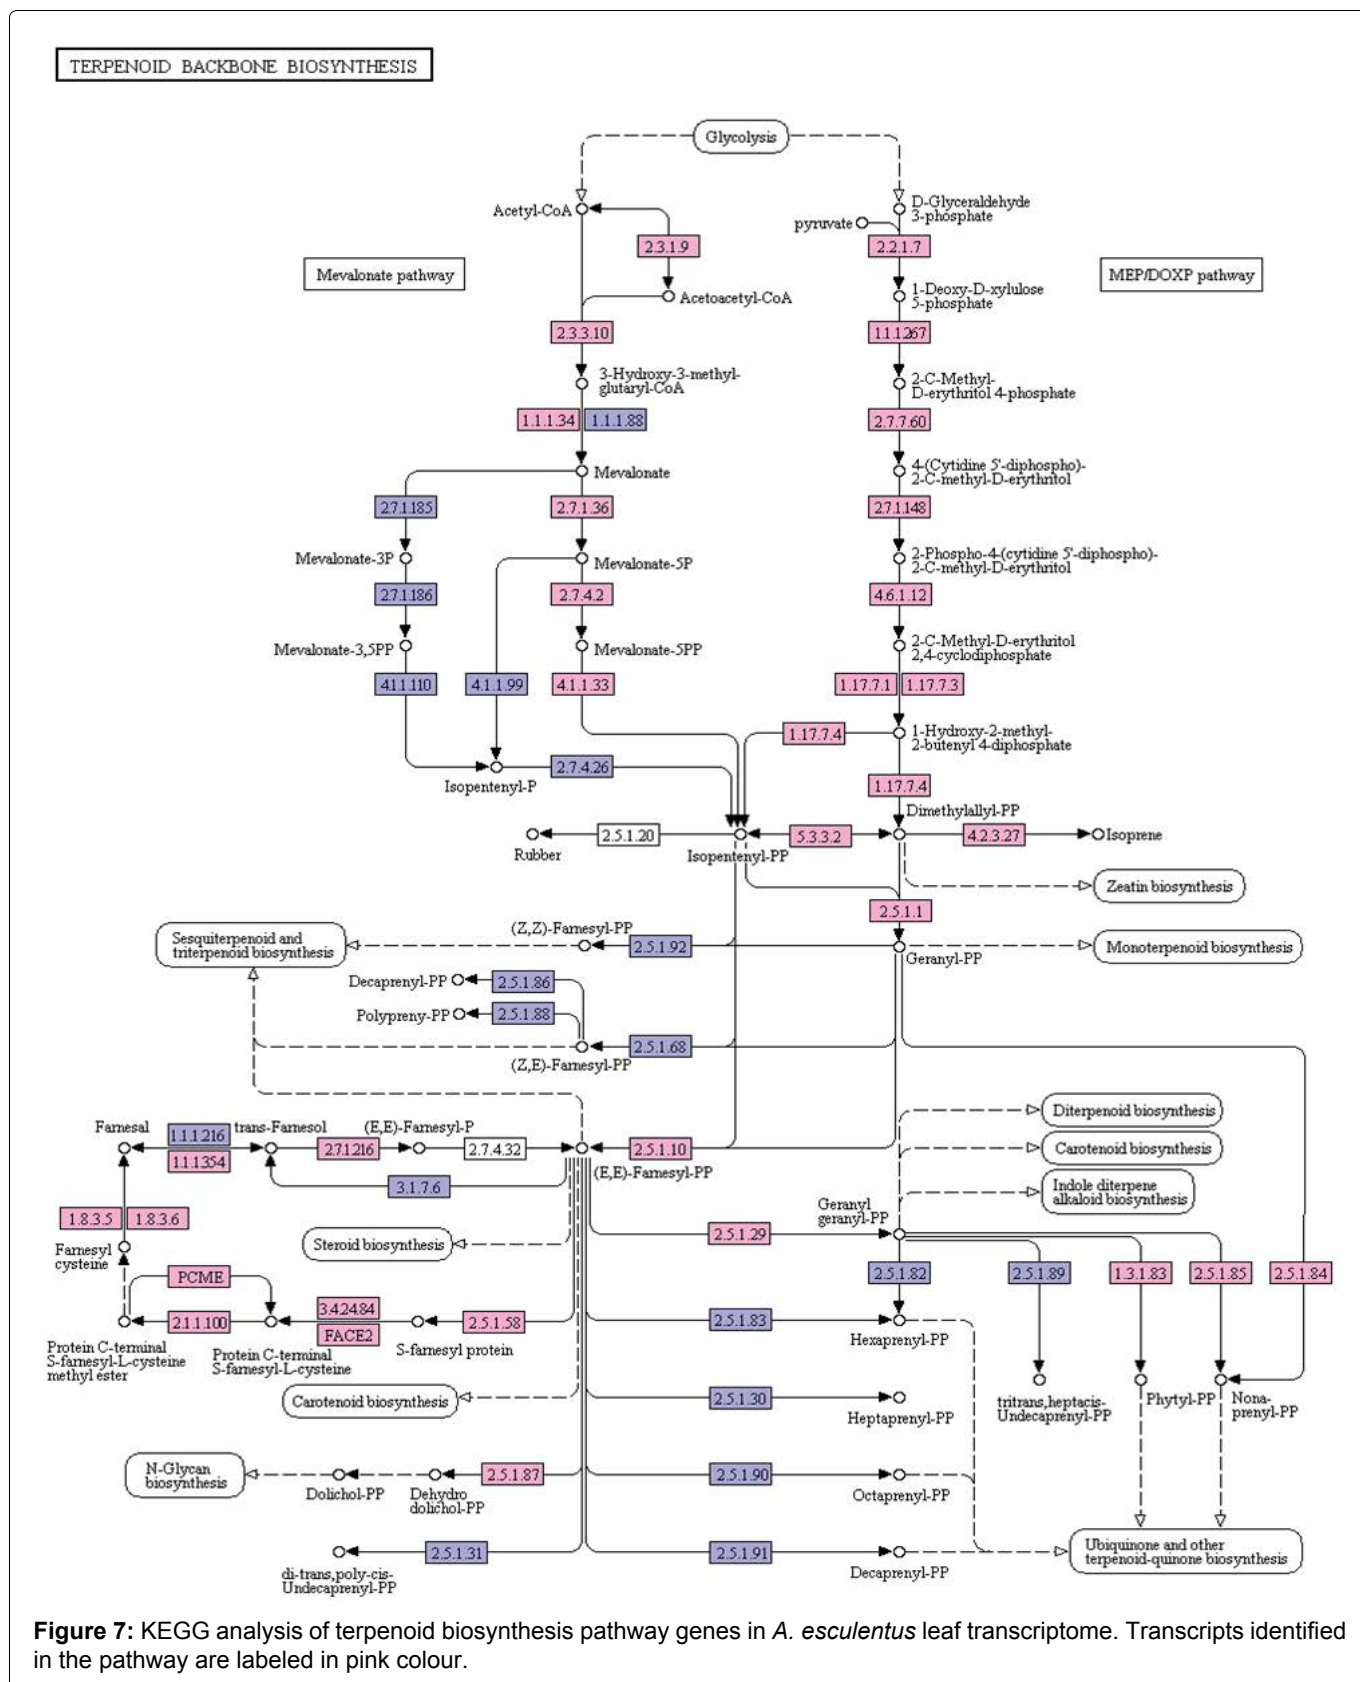 TERPENOID BACKBONE BIOSYNTHESIS
Glycolysis
Acetyl-CoA
D-Glyceraldehyde
3-phosphate
pyruvate
2.3.1.9
2.2.1.7
Mevalonate pathway
MEP/DOXP pathway
Acetoacetyl-CoA
1-Deoxy-D-xylulose
5-phosphate
2.3.3.10
1.1.1.267
3-Hydroxy-3-methyl-
glutaryl-CoA
2-C-Methyl-
D-erythritol 4-phosphate
1.1.1.34
1.1.1.88
2.7.7.60
Mevalonate
4-(Cytidine 5'-diphospho)-
2-C-methyl-D-erythritol
2.7.1.185
2.7.1.36
2.7.1.148
Mevalonate-3P
Mevalonate-5P
2-Phospho-4-(cytidine 5'-diphospho)-
2-C-methyl-D-erythritol
2.7.1.186
2.7.4.2
4.6.1.12
Mevalonate-3,5PP
Mevalonate-5PP
2-C-Methyl-D-erythritol
2,4-cyclodiphosphate
4.1.1.110
4.1.1.99
4.1.1.33
1.17.7.1
1.17.7.3
1.17.7.4
1-Hydroxy-2-methyl-
2-butenyl 4-diphosphate
2.7.4.26
Isopentenyl-P
1.17.7.4
Dimethylallyl-PP
2.5.1.20
5.3.3.2
4.2.3.27
Isoprene
Rubber
Isopentenyl-PP
Zeatin biosynthesis
2.5.1.1
(Z,Z)-Farnesyl-PP
Sesquiterpenoid and
triterpenoid biosynthesis
2.5.1.92
Geranyl-PP
Monoterpenoid biosynthesis
Decaprenyl-PP
2.5.1.86
Polypreny-PP
2.5.1.88
2.5.1.68
(Z,E)-Farnesyl-PP
Diterpenoid biosynthesis
Farnesal
1.1.1.216
trans-Farnesol
(E,E)-Farnesyl-P
2.7.1.216
2.7.4.32
2.5.1.10
Carotenoid biosynthesis
1.1.1.354
(E,E)-Farnesyl-PP
3.1.7.6
Indole diterpene
alkaloid biosynthesis
1.8.3.5
1.8.3.6
Geranyl
geranyl-PP
Steroid biosynthesis
2.5.1.29
Farnesyl
cysteine
PCME
2.5.1.82
2.5.1.89
1.3.1.83
2.5.1.85
2.5.1.84
3.4.24.84
2.1.1.100
FACE2
2.5.1.58
2.5.1.83
Hexaprenyl-PP
Protein C-terminal
S-farnesyl-L-cysteine
methyl ester
Protein C-terminal
S-farnesyl-L-cysteine
S-farnesyl protein
Carotenoid biosynthesis
2.5.1.30
Heptaprenyl-PP
tritrans,heptacis-
Undecaprenyl-PP
Phytyl-PP
Nona-
prenyl-PP
N-Glycan
biosynthesis
2.5.1.87
2.5.1.90
Dolichol-PP
Dehydro
dolichol-PP
Octaprenyl-PP
2.5.1.31
2.5.1.91
di-trans,poly-cis-
Undecaprenyl-PP
Decaprenyl-PP
Ubiquinone and other
terpenoid-quinone biosynthesis
Figure 7: KEGG analysis of terpenoid biosynthesis pathway genes in A. esculentus leaf transcriptome. Transcripts identified
in the pathway are labeled in pink colour.